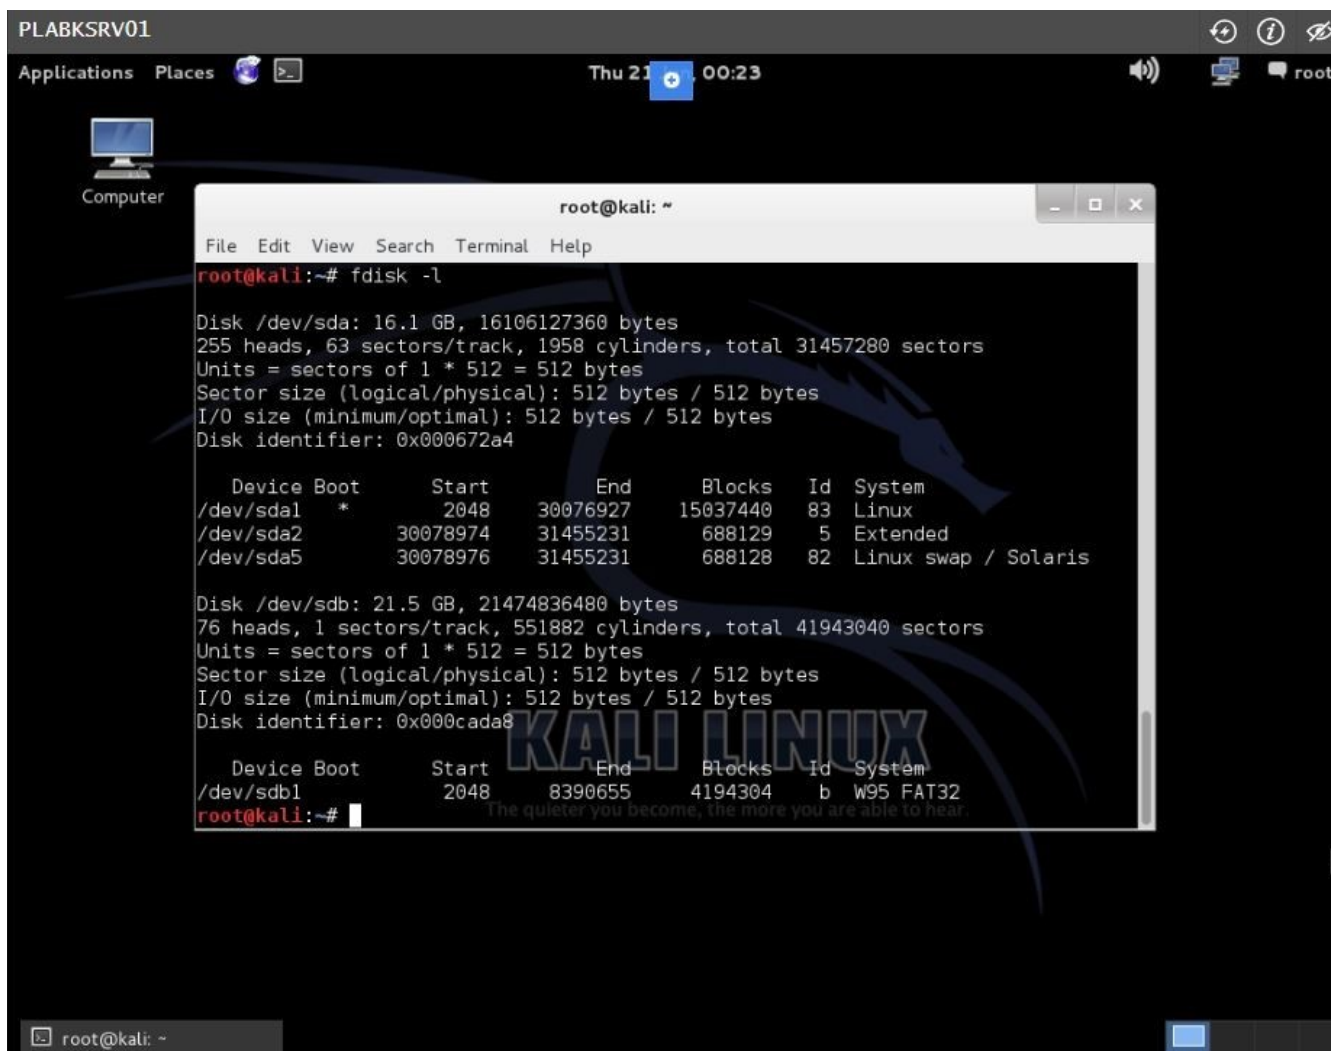 PLABKSRV01
Applications Places Thu 21 00:23 root
Computer
root@kali: ~
File Edit View Search Terminal Help
root@kali:~# fdisk -l
Disk /dev/sda: 16.1 GB, 16106127360 bytes
255 heads, 63 sectors/track, 1958 cylinders, total 31457280 sectors
Units = sectors of 1 * 512 = 512 bytes
Sector size (logical/physical): 512 bytes / 512 bytes
I/O size (minimum/optimal): 512 bytes / 512 bytes
Disk identifier: 0x000672a4
Device Boot Start End Blocks Id System
/dev/sda1 * 2048 30076927 15037440 83 Linux
/dev/sda2 30078974 31455231 688129 5 Extended
/dev/sda5 30078976 31455231 688128 82 Linux swap / Solaris
Disk /dev/sdb: 21.5 GB, 21474836480 bytes
76 heads, 1 sectors/track, 551882 cylinders, total 41943040 sectors
Units = sectors of 1 * 512 = 512 bytes
Sector size (logical/physical): 512 bytes / 512 bytes
I/O size (minimum/optimal): 512 bytes / 512 bytes
Disk identifier: 0x000cada8
KALI LINUX
Device Boot Start End Blocks Id System
/dev/sdb1 2048 8390655 4194304 b W95 FAT32
The quieter you become, the more you are able to hear.
root@kali:~#
root@kali: ~